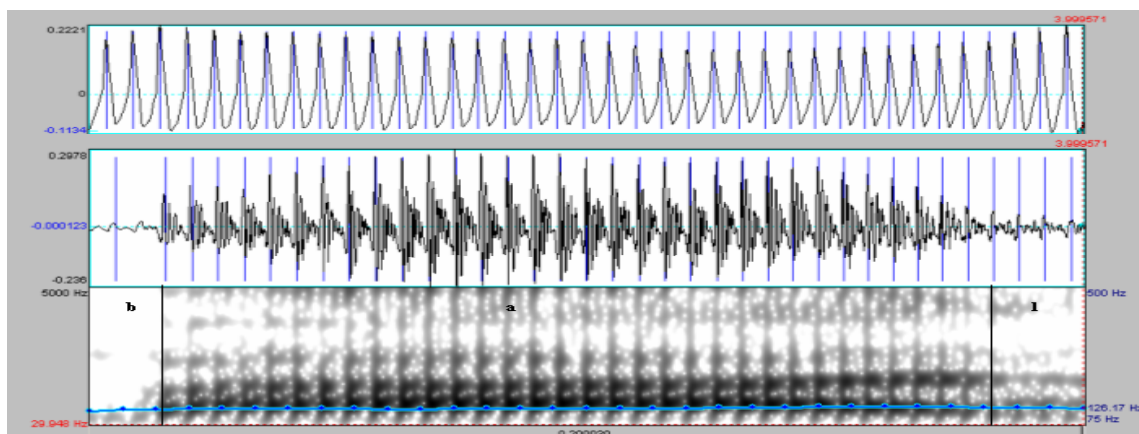 3.999571
0.2221
0
-0.1134
3.999571
0.2978
-0.000123
-0.236
5000 Hz
500 Hz
b
a
l
126.17 Hz
75 Hz
29.948 Hz